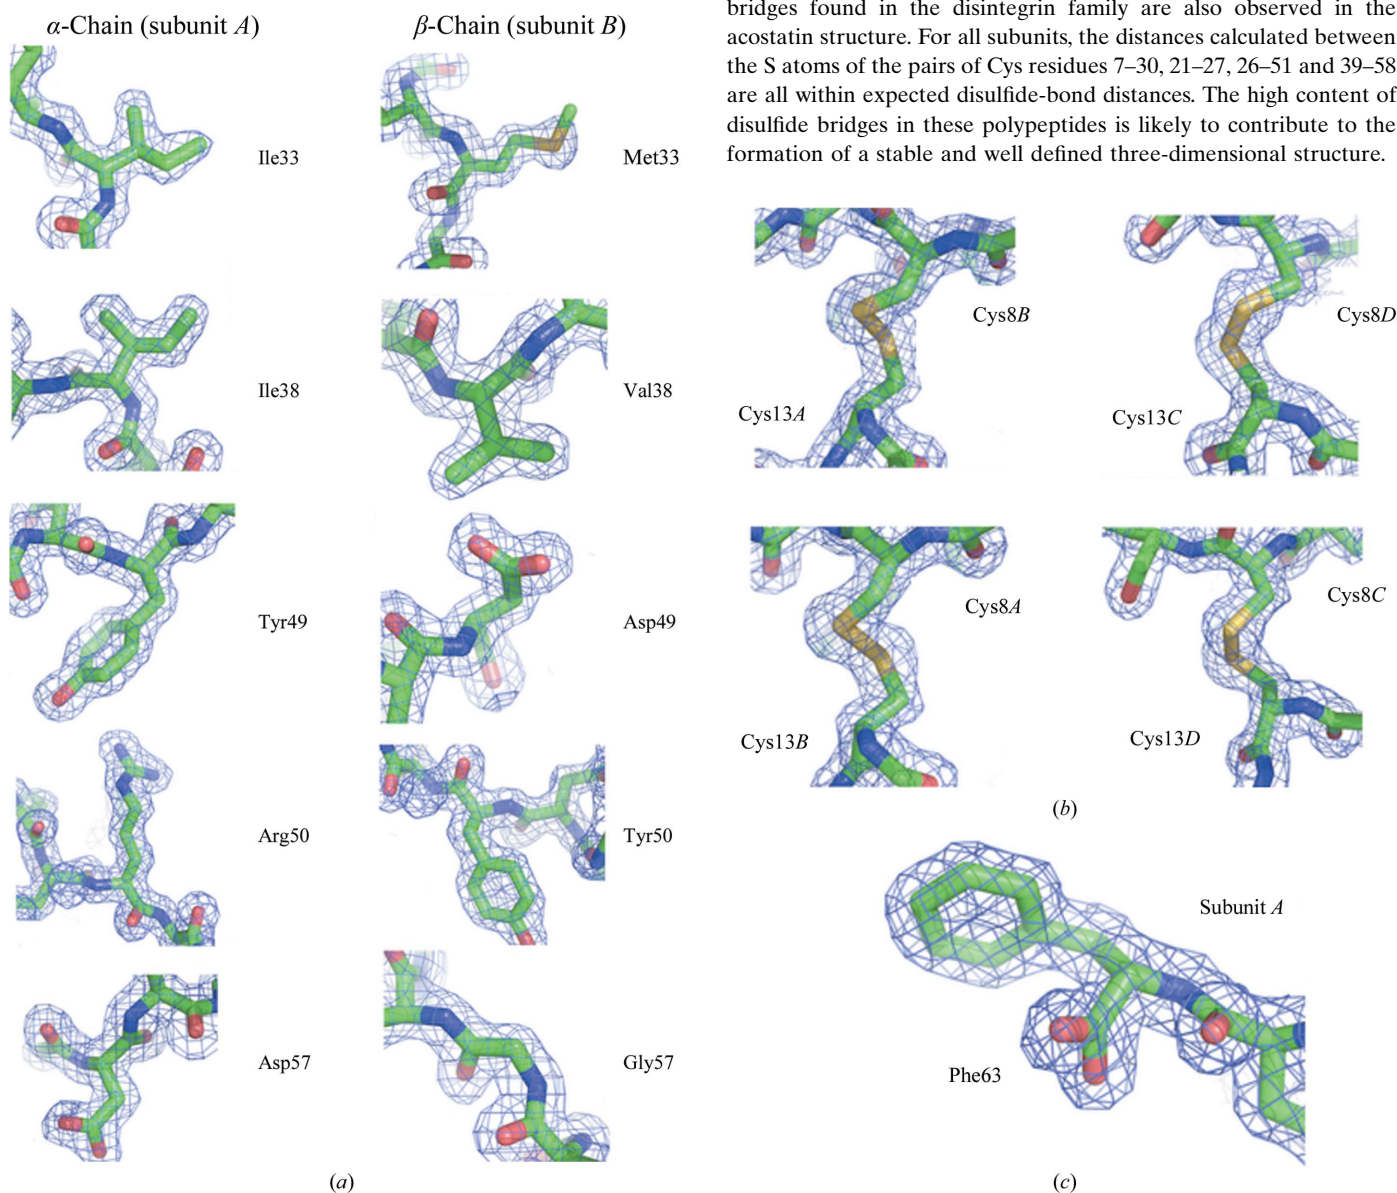 α-Chain (subunit A)
β-Chain (subunit B)
Ile33
Met33
Ile38
Val38
Tyr49
Asp49
Arg50
Tyr50
Asp57
Gly57
(a)
bridges found in the disintegrin family are also observed in the
acostatin structure. For all subunits, the distances calculated between
the S atoms of the pairs of Cys residues 7–30, 21–27, 26–51 and 39–58
are all within expected disulfide-bond distances. The high content of
disulfide bridges in these polypeptides is likely to contribute to the
formation of a stable and well defined three-dimensional structure.
Cys8B
Cys13A
Cys8D
Cys13C
Cys8A
Cys13B
Cys8C
Cys13D
(b)
Subunit A
Phe63
(c)